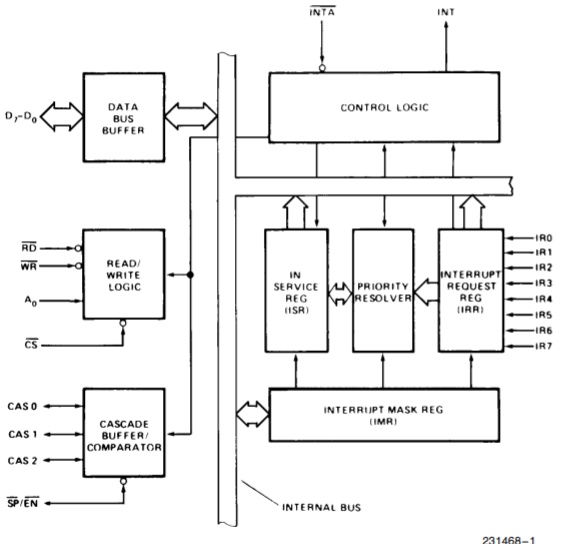 INTA
INT
D7-D0
DATA
BUS
BUFFER
CONTROL LOGIC
RD
WR
A0
CS
READ/
WRITE
LOGIC
IN
SERVICE
REG
(ISR)
PRIORITY
RESOLVER
INTERRUPT
REQUEST
REG
(IRR)
IR0
IR1
IR2
IR3
IR4
IR5
IR6
IR7
CAS 0
CAS 1
CAS 2
SP/EN
CASCADE
BUFFER/
COMPARATOR
INTERRUPT MASK REG
(IMR)
INTERNAL BUS
231468-1